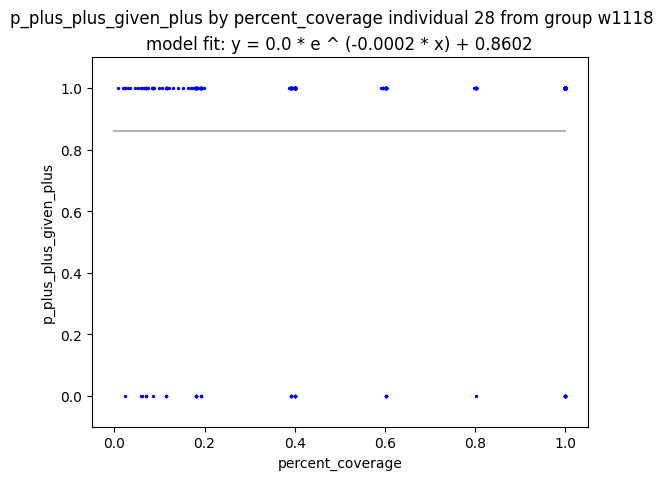 p_plus_plus_given_plus by percent_coverage individual 28 from group w1118
model fit: y = 0.0 * e ^ (-0.0002 * x) + 0.8602
1.0
0.8
0.6
0.4
0.2
0.0
p_plus_plus_given_plus
0.0 0.2 0.4 0.6 0.8 1.0
percent_coverage